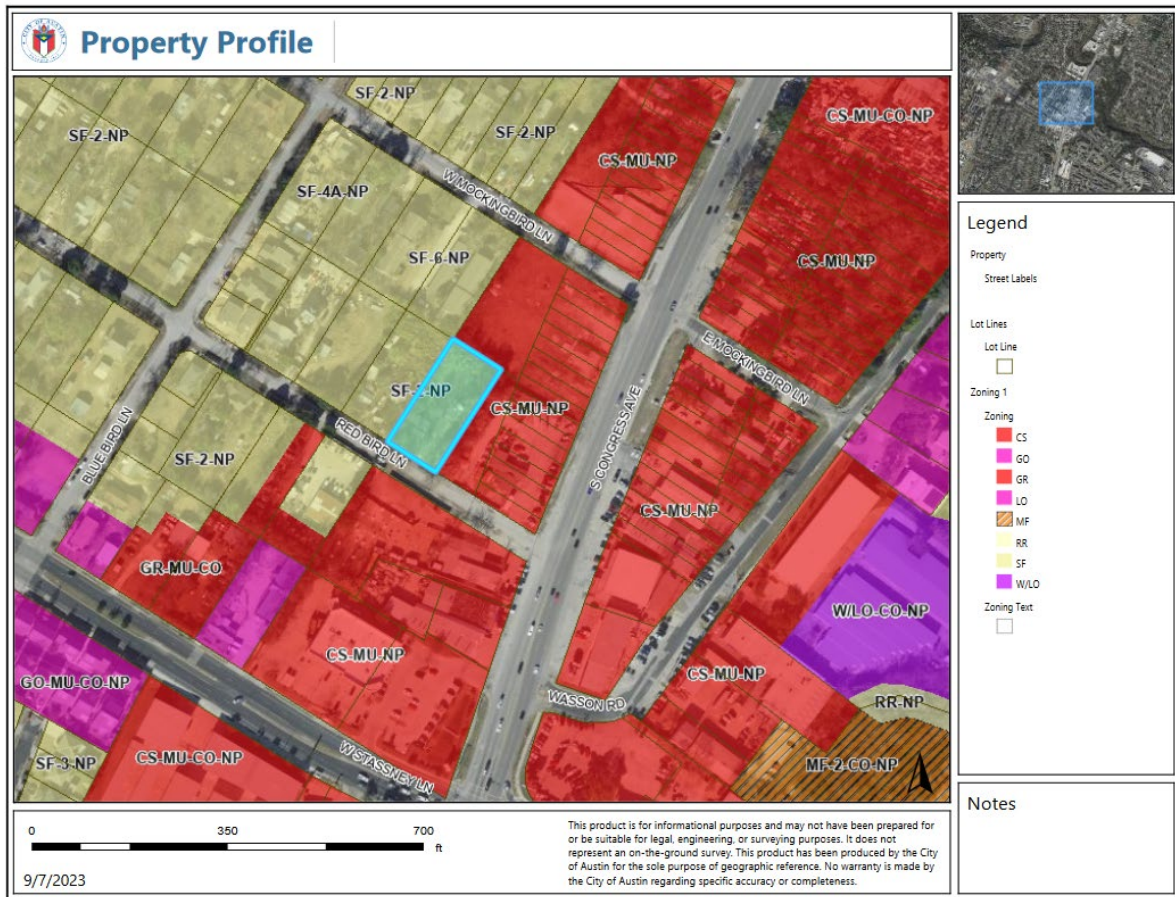 Property Profile
SF-2-NP
SF-2-NP
SF-2-NP
CS-MU-NP
CS-MU-CO-NP
SF-4A-NP
W MOCKINGBIRD LN
SF-6-NP
CS-MU-NP
E MOCKINGBIRD LN
CS-MU-NP
RED BIRD LN
S CONGRESS AVE
BLUE BIRD LN
SF-2-NP
CS-MU-NP
GR-MU-CO
W/LO-CO-NP
CS-MU-NP
CS-MU-NP
GO-MU-CO-NP
WASSON RD
RR-NP
SF-3-NP
CS-MU-CO-NP
W STASSNEY LN
MF-2-CO-NP
Legend
Property
Street Labels
Lot Lines
Lot Line
Zoning 1
Zoning
CS
GO
GR
LO
MF
RR
SF
W/LO
Zoning Text
Notes
0 350 700
ft
9/7/2023
This product is for informational purposes and may not have been prepared for
or be suitable for legal, engineering, or surveying purposes. It does not
represent an on-the-ground survey. This product has been produced by the City
of Austin for the sole purpose of geographic reference. No warranty is made by
the City of Austin regarding specific accuracy or completeness.